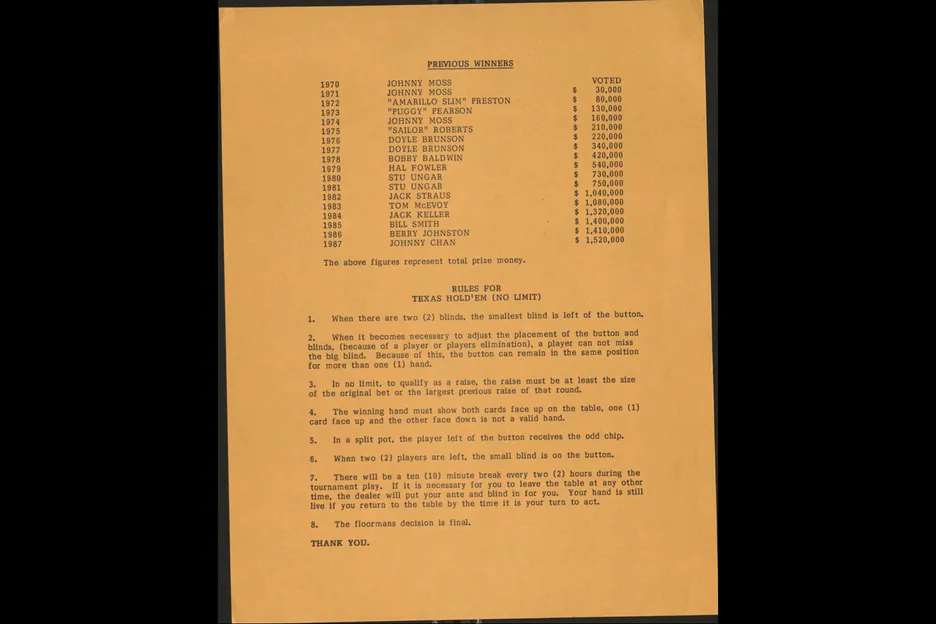 PREVIOUS WINNERS
1970 JOHNNY MOSS VOTED
1971 JOHNNY MOSS $ 30,000
1972 "AMARILLO SLIM" PRESTON $ 80,000
1973 "PUGGY" PEARSON $ 130,000
1974 JOHNNY MOSS $ 160,000
1975 "SAILOR" ROBERTS $ 210,000
1976 DOYLE BRUNSON $ 220,000
1977 DOYLE BRUNSON $ 340,000
1978 BOBBY BALDWIN $ 420,000
1979 HAL FOWLER $ 540,000
1980 STU UNGAR $ 730,000
1981 STU UNGAR $ 750,000
1982 JACK STRAUS $ 1,040,000
1983 TOM McEVOY $ 1,080,000
1984 JACK KELLER $ 1,320,000
1985 BILL SMITH $ 1,400,000
1986 BERRY JOHNSTON $ 1,410,000
1987 JOHNNY CHAN $ 1,520,000
The above figures represent total prize money.
RULES FOR
TEXAS HOLD'EM (NO LIMIT)
1. When there are two (2) blinds, the smallest blind is left of the button.
2. When it becomes necessary to adjust the placement of the button and
blinds, (because of a player or players elimination), a player can not miss
the big blind. Because of this, the button can remain in the same position
for more than one (1) hand.
3. In no limit, to qualify as a raise, the raise must be at least the size
of the original bet or the largest previous raise of that round.
4. The winning hand must show both cards face up on the table, one (1)
card face up and the other face down is not a valid hand.
5. In a split pot, the player left of the button receives the odd chip.
6. When two (2) players are left, the small blind is on the button.
7. There will be a ten (10) minute break every two (2) hours during the
tournament play. If it is necessary for you to leave the table at any other
time, the dealer will put your ante and blind in for you. Your hand is still
live if you return to the table by the time it is your turn to act.
8. The floormans decision is final.
THANK YOU.